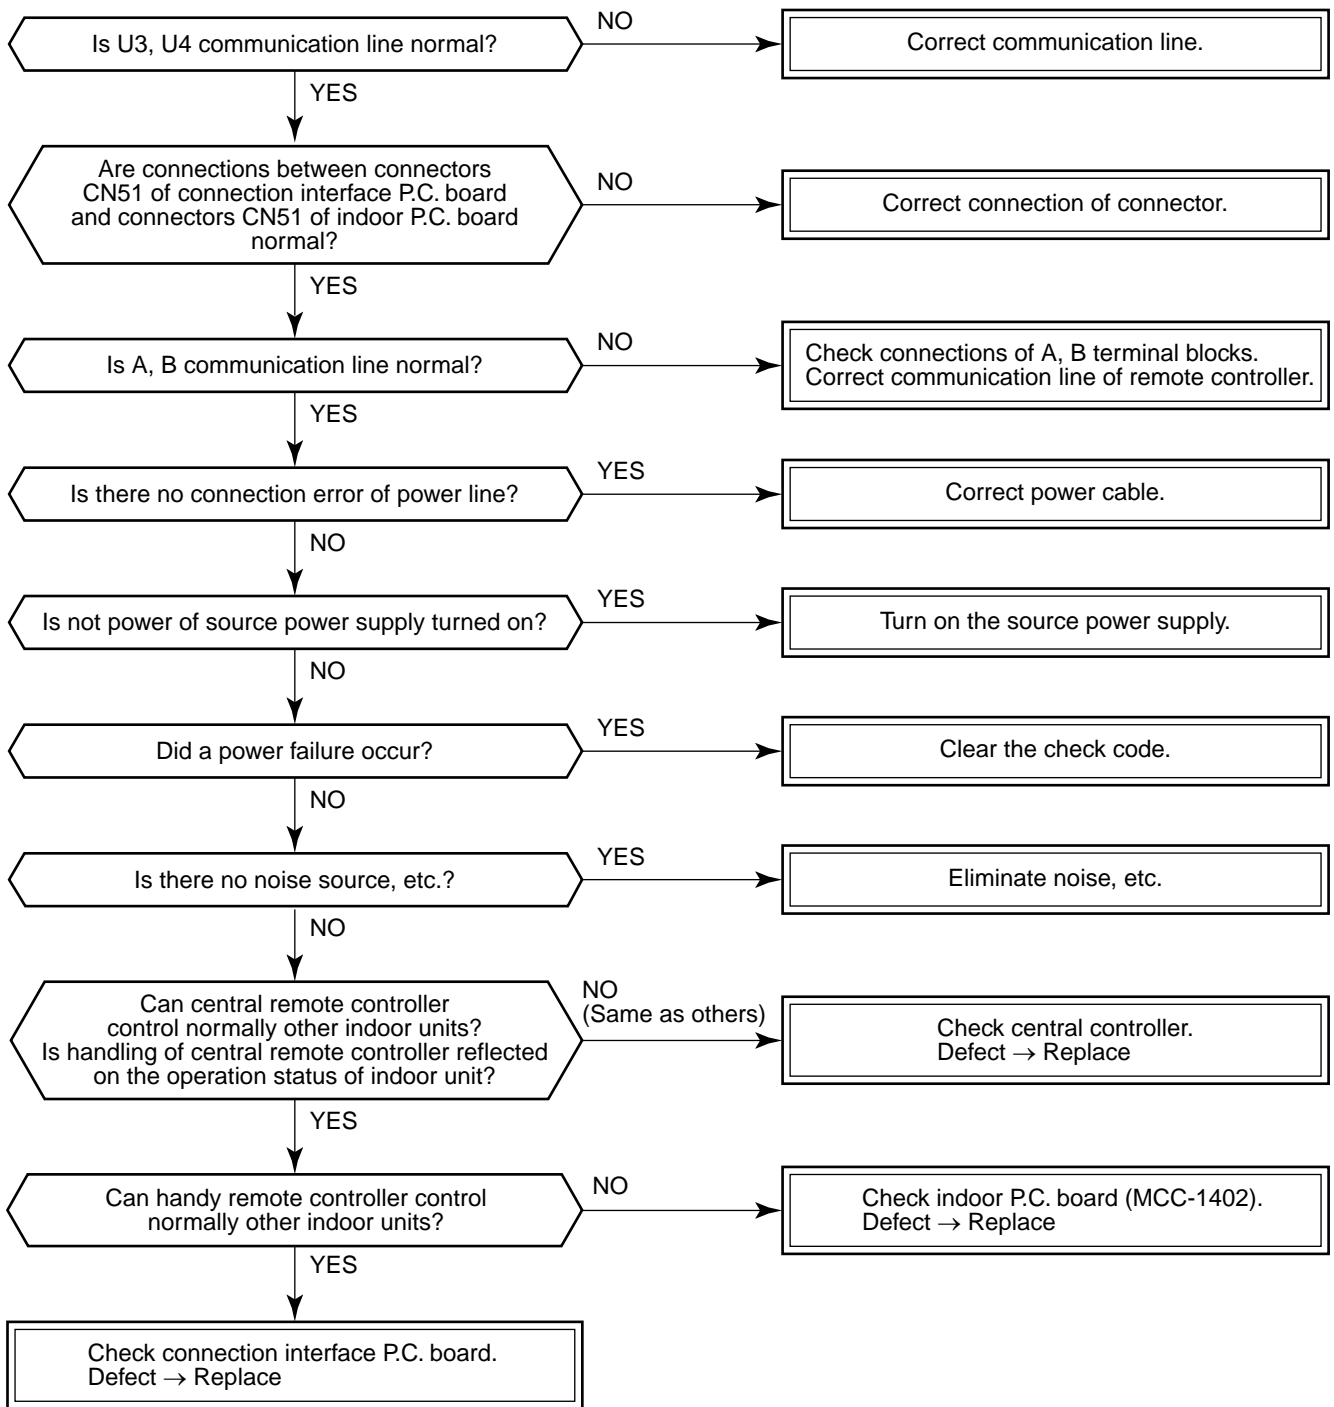 Is U3, U4 communication line normal?
NO
Correct communication line.
YES
Are connections between connectors
CN51 of connection interface P.C. board
and connectors CN51 of indoor P.C. board
normal?
NO
Correct connection of connector.
YES
Is A, B communication line normal?
NO
Check connections of A, B terminal blocks.
Correct communication line of remote controller.
YES
Is there no connection error of power line?
YES
Correct power cable.
NO
Is not power of source power supply turned on?
YES
Turn on the source power supply.
NO
Did a power failure occur?
YES
Clear the check code.
NO
Is there no noise source, etc.?
YES
Eliminate noise, etc.
NO
Can central remote controller
control normally other indoor units?
Is handling of central remote controller reflected
on the operation status of indoor unit?
NO
(Same as others)
Check central controller.
Defect → Replace
YES
Can handy remote controller control
normally other indoor units?
NO
Check indoor P.C. board (MCC-1402).
Defect → Replace
YES
Check connection interface P.C. board.
Defect → Replace